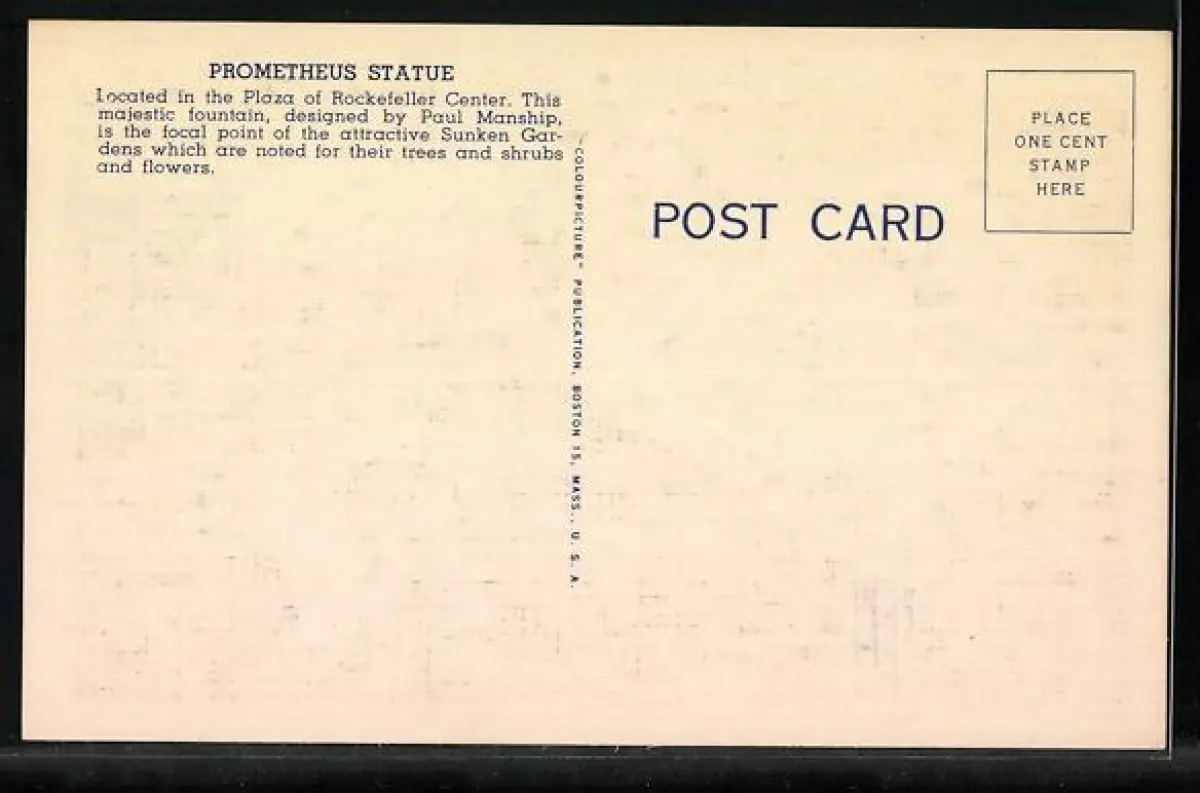 PROMETHEUS STATUE
Located in the Plaza of Rockefeller Center. This
majestic fountain, designed by Paul Manship,
is the focal point of the attractive Sunken Gar-
dens which are noted for their trees and shrubs
and flowers.
"COLOURPICTURE" PUBLICATION, BOSTON 15, MASS., U. S. A.
POST CARD
PLACE
ONE CENT
STAMP
HERE